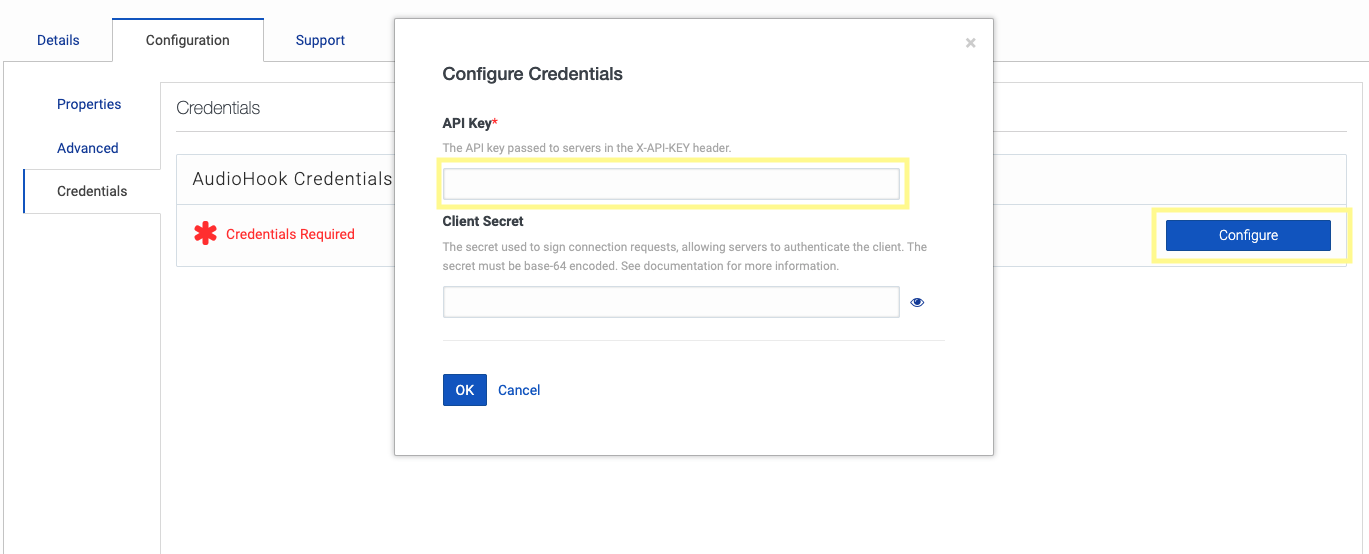 Details
Configuration
Support
Properties
Advanced
Credentials
Credentials
AudioHook Credentials
Credentials Required
Configure
×
Configure Credentials
API Key*
The API key passed to servers in the X-API-KEY header.
Client Secret
The secret used to sign connection requests, allowing servers to authenticate the client. The
secret must be base-64 encoded. See documentation for more information.
OK
Cancel